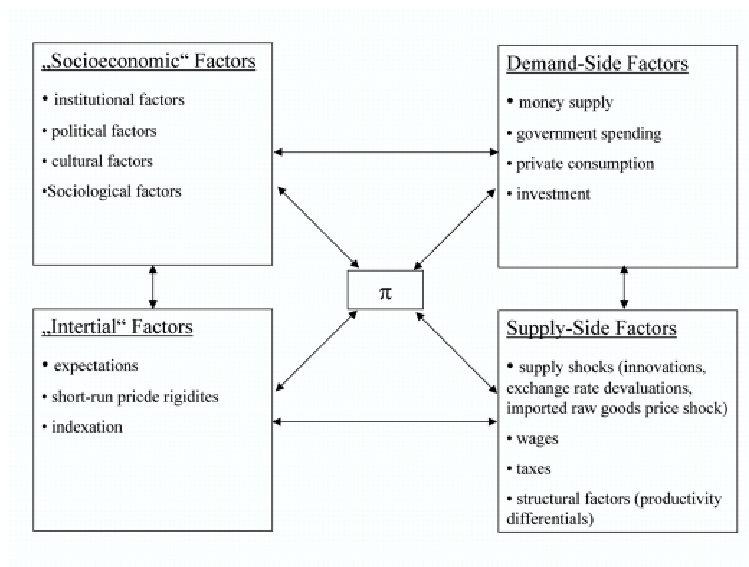 „Socioeconomic“ Factors
• institutional factors
• political factors
• cultural factors
•Sociological factors
Demand-Side Factors
• money supply
• government spending
• private consumption
• investment
π
„Intertial“ Factors
• expectations
• short-run pricde rigidites
• indexation
Supply-Side Factors
• supply shocks (innovations,
exchange rate devaluations,
imported raw goods price shock)
• wages
• taxes
• structural factors (productivity
differentials)